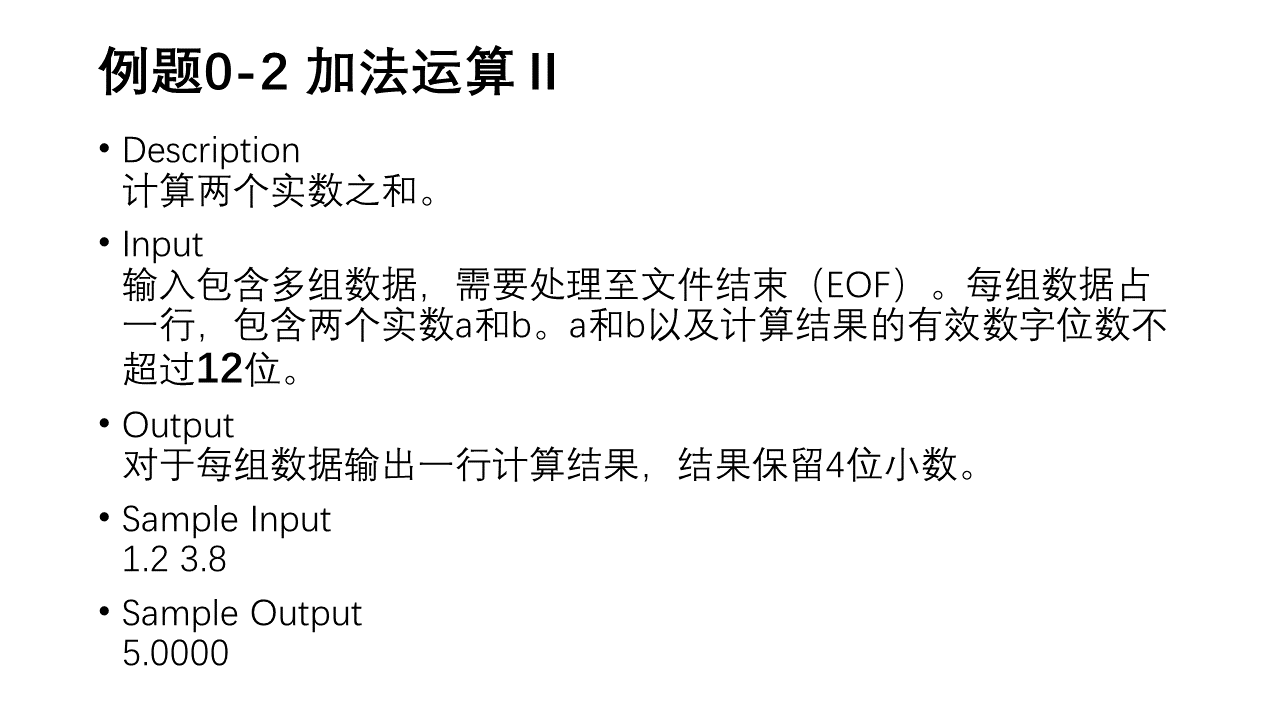 例题0-2 加法运算 II
• Description
计算两个实数之和。
• Input
输入包含多组数据，需要处理至文件结束（EOF）。每组数据占
一行，包含两个实数a和b。a和b以及计算结果的有效数字位数不
超过12位。
• Output
对于每组数据输出一行计算结果，结果保留4位小数。
• Sample Input
1.2 3.8
• Sample Output
5.0000